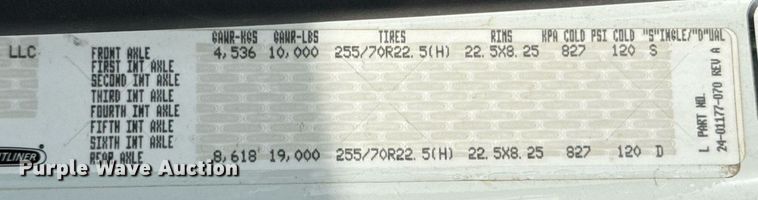 GAWR-KGS GAWR-LBS TIRES RIMS KPA COLD PSI COLD "S"INGLE/"D"UAL
LLC FRONT AXLE 4,536 10,000 255/70R22.5(H) 22.5X8.25 827 120 S
FIRST INT AXLE
SECOND INT AXLE
THIRD INT AXLE
FOURTH INT AXLE
FIFTH INT AXLE
SIXTH INT AXLE
REAR AXLE 8,618 19,000 255/70R22.5(H) 22.5X8.25 827 120 D
L PART NO.
24-01177-070 REV A
TLINER
Purple Wave Auction